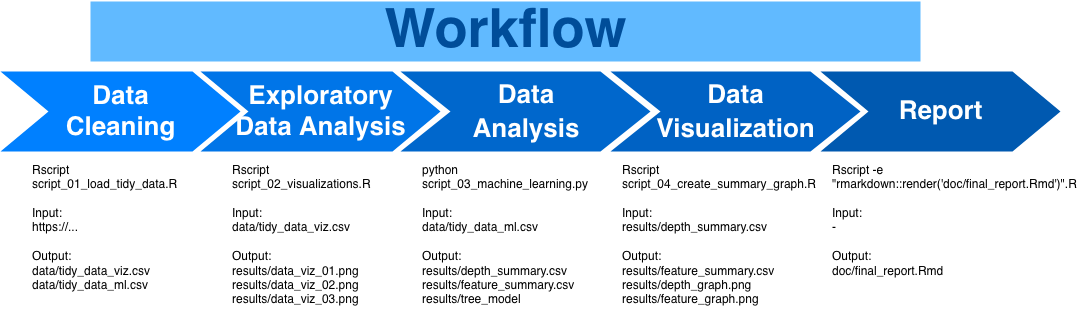 Workflow
Data
Cleaning
Rscript
script_01_load_tidy_data.R
Input:
https://...
Output:
data/tidy_data_viz.csv
data/tidy_data_ml.csv
Exploratory
Data Analysis
Rscript
script_02_visualizations.R
Input:
data/tidy_data_viz.csv
Output:
results/data_viz_01.png
results/data_viz_02.png
results/data_viz_03.png
Data
Analysis
python
script_03_machine_learning.py
Input:
data/tidy_data_ml.csv
Output:
results/depth_summary.csv
results/feature_summary.csv
results/tree_model
Data
Visualization
Rscript
script_04_create_summary_graph.R
Input:
results/depth_summary.csv
Output:
results/feature_summary.csv
results/depth_graph.png
results/feature_graph.png
Report
Rscript -e
"rmarkdown::render('doc/final_report.Rmd')".R
Input:
-
Output:
doc/final_report.Rmd